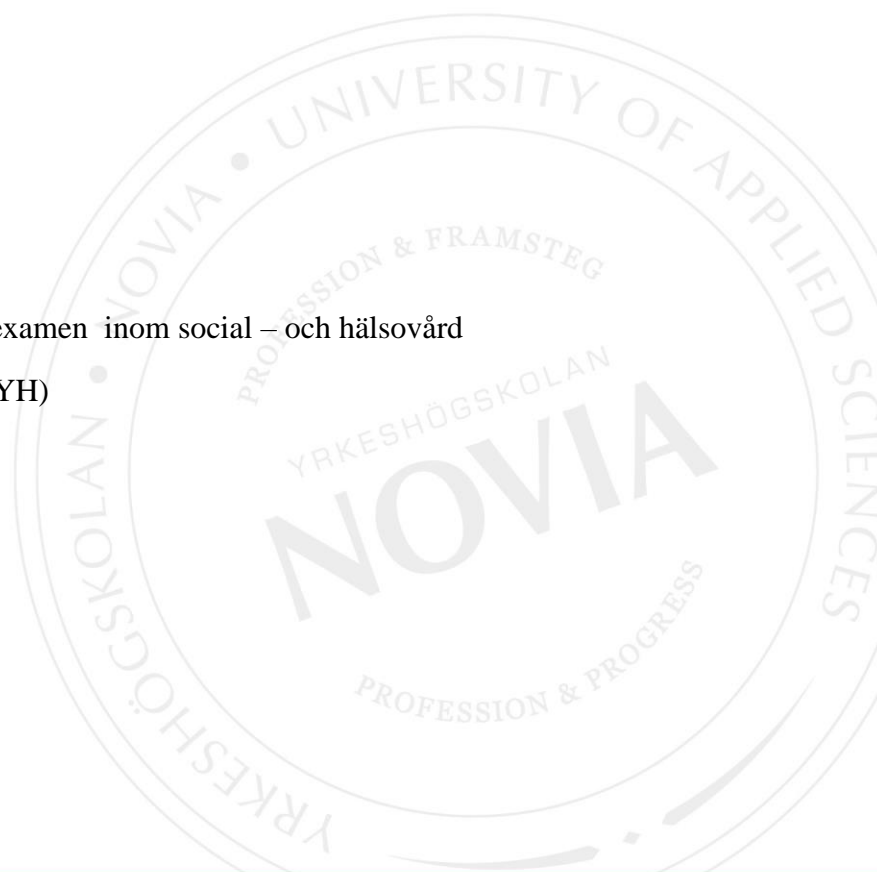 YRKESHÖGSKOLAN • NOVIA • UNIVERSITY OF APPLIED SCIENCES
PROFESSION & FRAMSTEG
examen inom social – och hälsovård
YH)
YRKESHÖGSKOLAN
NOVIA
PROFESSION & PROGRESS